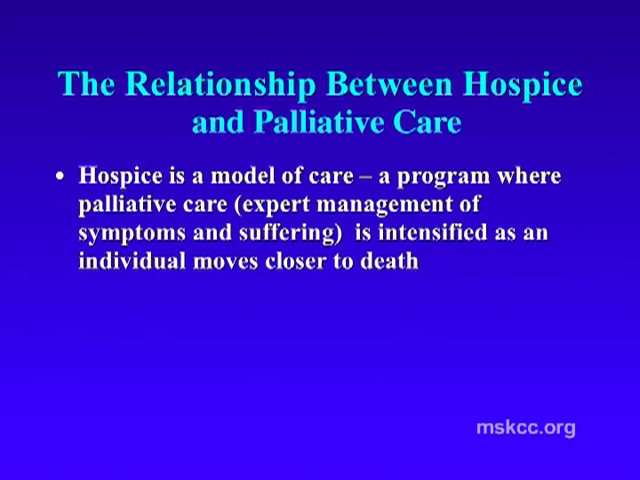 The Relationship Between Hospice
and Palliative Care
• Hospice is a model of care – a program where
palliative care (expert management of
symptoms and suffering)  is intensified as an
individual moves closer to death
mskcc.org